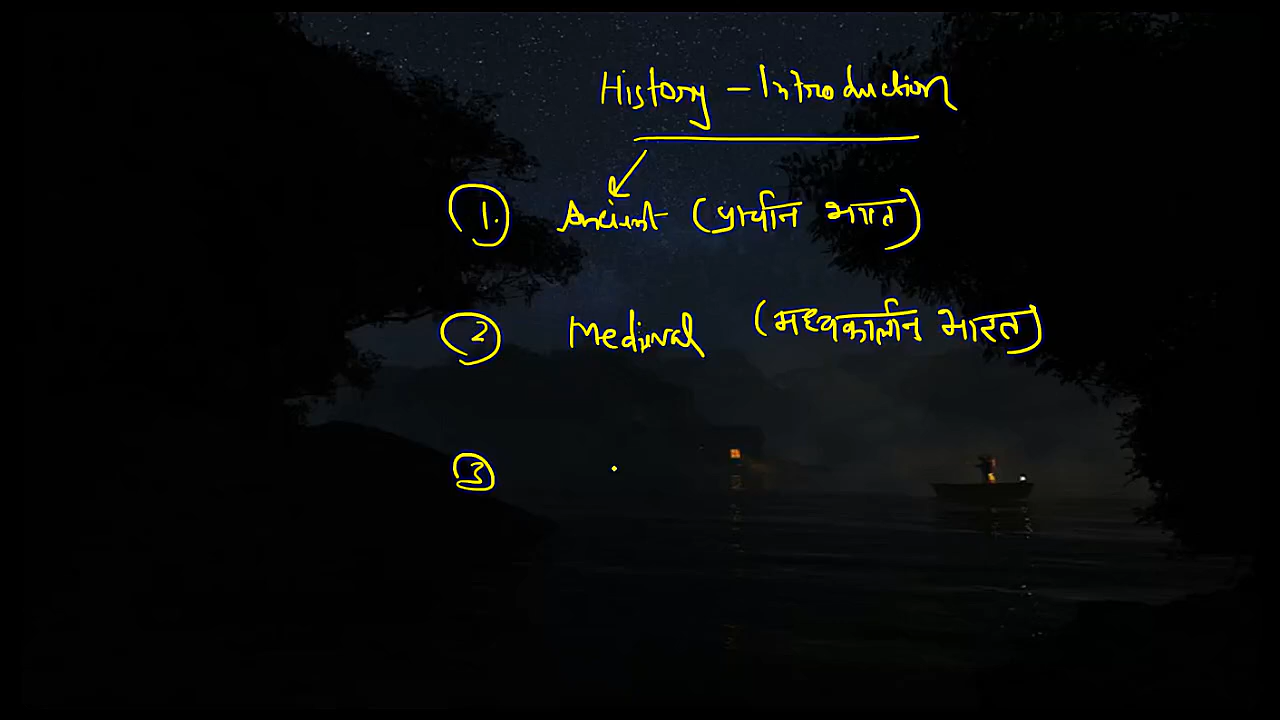 History - Introduction
1. Ancient (प्राचीन भारत)
2 Medieval (मध्यकालीन भारत)
3